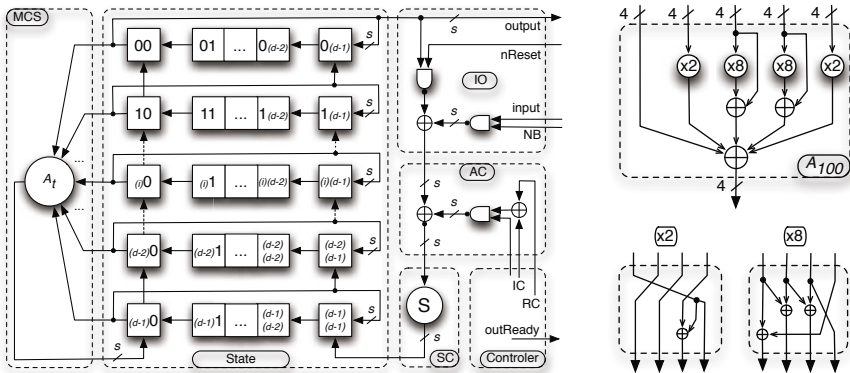 MCS
output
s
00
01
...
0(d-2)
0(d-1)
s
nReset
IO
s
input
s
NB
10
11
...
1(d-2)
1(d-1)
s
...
At
(i)0
(i)1
...
(i)(d-2)
(i)(d-1)
s
...
AC
s
s
s
(d-2)0
(d-2)1
...
(d-2)
(d-2)
(d-2)
(d-1)
s
IC
RC
S
(d-1)0
(d-1)1
...
(d-1)
(d-2)
(d-1)
(d-1)
s
outReady
s
s
State
SC
Controler
4
4
4
4
4
x2
x8
x8
x2
4
A100
x2
x8